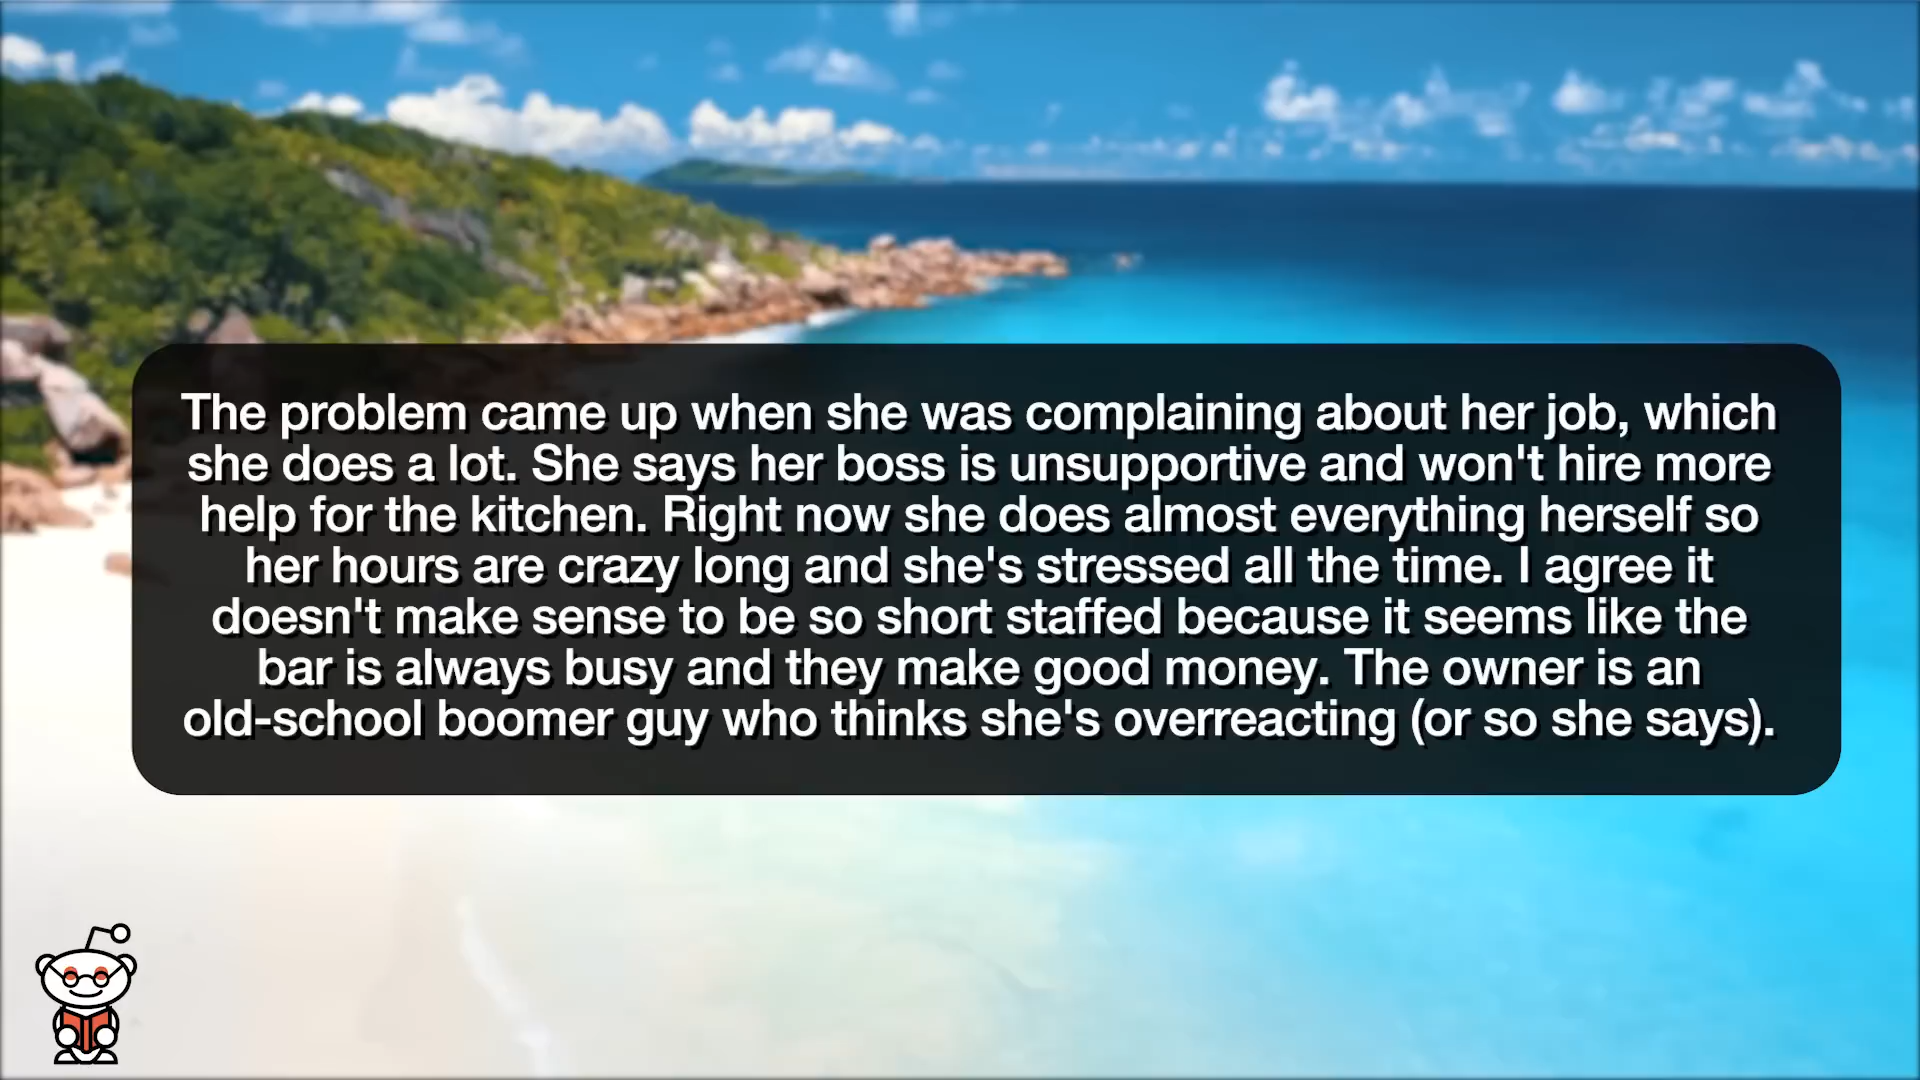 The problem came up when she was complaining about her job, which
she does a lot. She says her boss is unsupportive and won't hire more
help for the kitchen. Right now she does almost everything herself so
her hours are crazy long and she's stressed all the time. I agree it
doesn't make sense to be so short staffed because it seems like the
bar is always busy and they make good money. The owner is an
old-school boomer guy who thinks she's overreacting (or so she says).